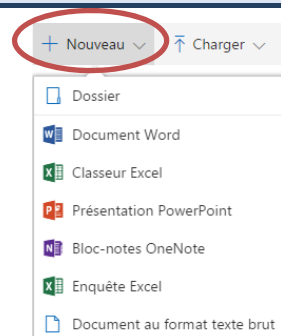 Nouveau Charger
Dossier
Document Word
Classeur Excel
Présentation PowerPoint
Bloc-notes OneNote
Enquête Excel
Document au format texte brut